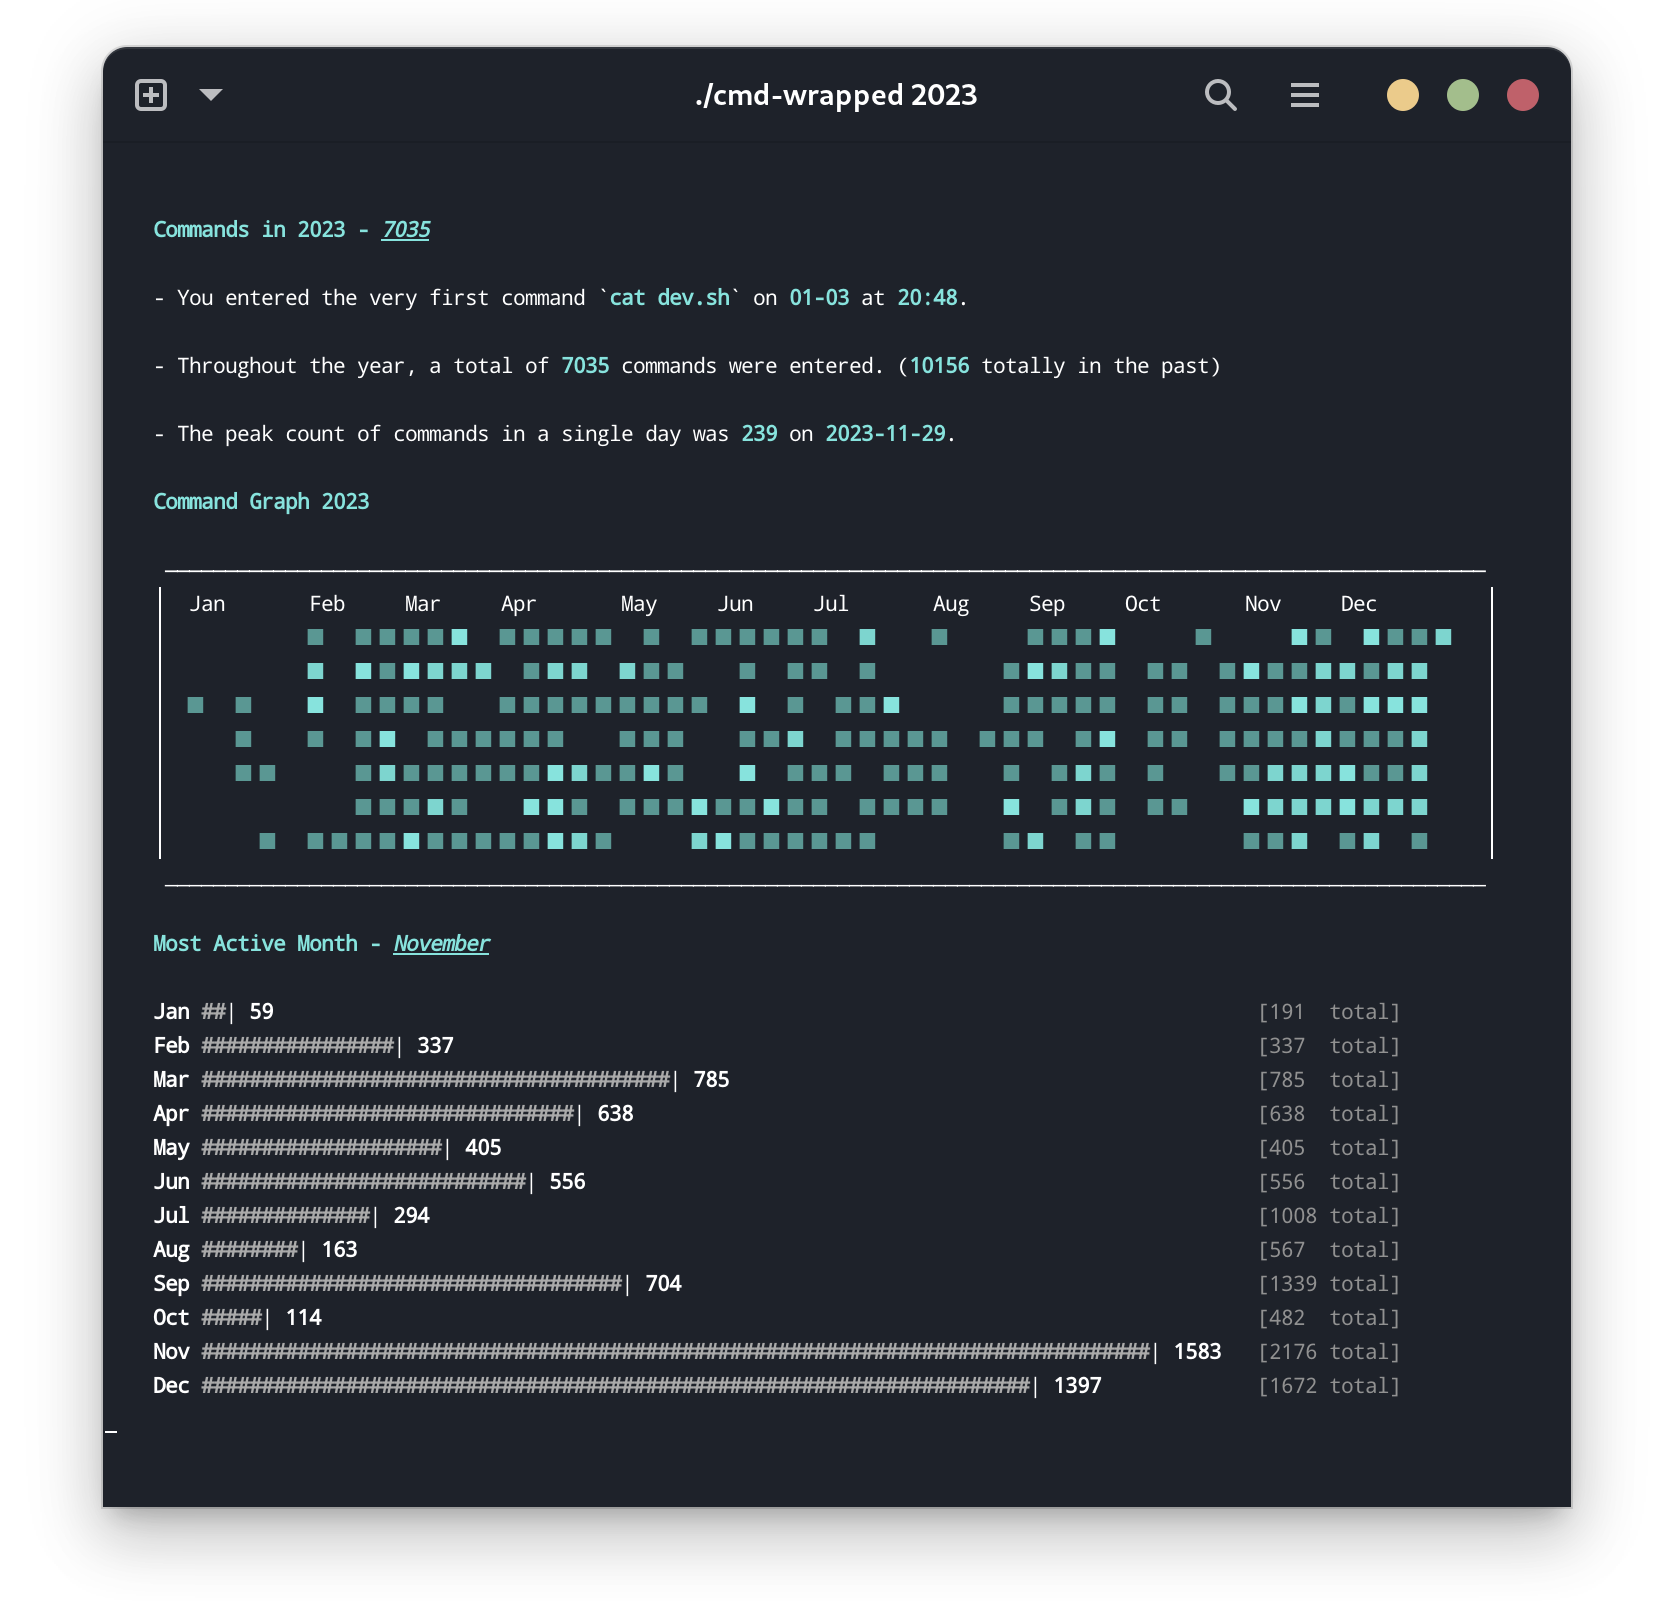 ./cmd-wrapped 2023
Commands in 2023 - 7035
- You entered the very first command `cat dev.sh` on 01-03 at 20:48.
- Throughout the year, a total of 7035 commands were entered. (10156 totally in the past)
- The peak count of commands in a single day was 239 on 2023-11-29.
Command Graph 2023
Jan Feb Mar Apr May Jun Jul Aug Sep Oct Nov Dec
Most Active Month - November
Jan ##| 59 [191 total]
Feb ################| 337 [337 total]
Mar #######################################| 785 [785 total]
Apr ###############################| 638 [638 total]
May ####################| 405 [405 total]
Jun ###########################| 556 [556 total]
Jul ##############| 294 [1008 total]
Aug ########| 163 [567 total]
Sep ###################################| 704 [1339 total]
Oct #####| 114 [482 total]
Nov ###############################################################################| 1583 [2176 total]
Dec #####################################################################| 1397 [1672 total]